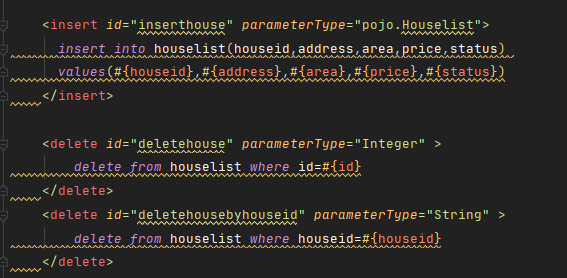 <insert id="inserthouse" parameterType="pojo.Houselist">
insert into houselist(houseid,address,area,price,status)
values(#{houseid},#{address},#{area},#{price},#{status})
</insert>
<delete id="deletehouse" parameterType="Integer" >
delete from houselist where id=#{id}
</delete>
<delete id="deletehousebyhouseid" parameterType="String" >
delete from houselist where houseid=#{houseid}
</delete>